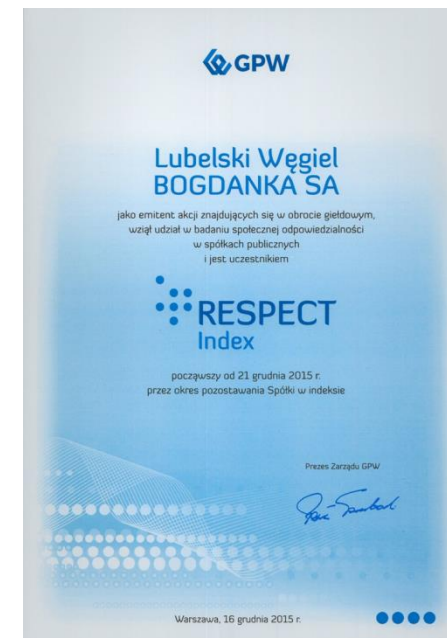 GPW
Lubelski Węgiel
BOGDANKA SA
jako emitent akcji znajdujących się w obrocie giełdowym,
wziął udział w badaniu społecznej odpowiedzialności
w spółkach publicznych
i jest uczestnikiem
RESPECT
Index
począwszy od 21 grudnia 2015 r.
przez okres pozostawania Spółki w indeksie
Prezes Zarządu GPW
Warszawa, 16 grudnia 2015 r.